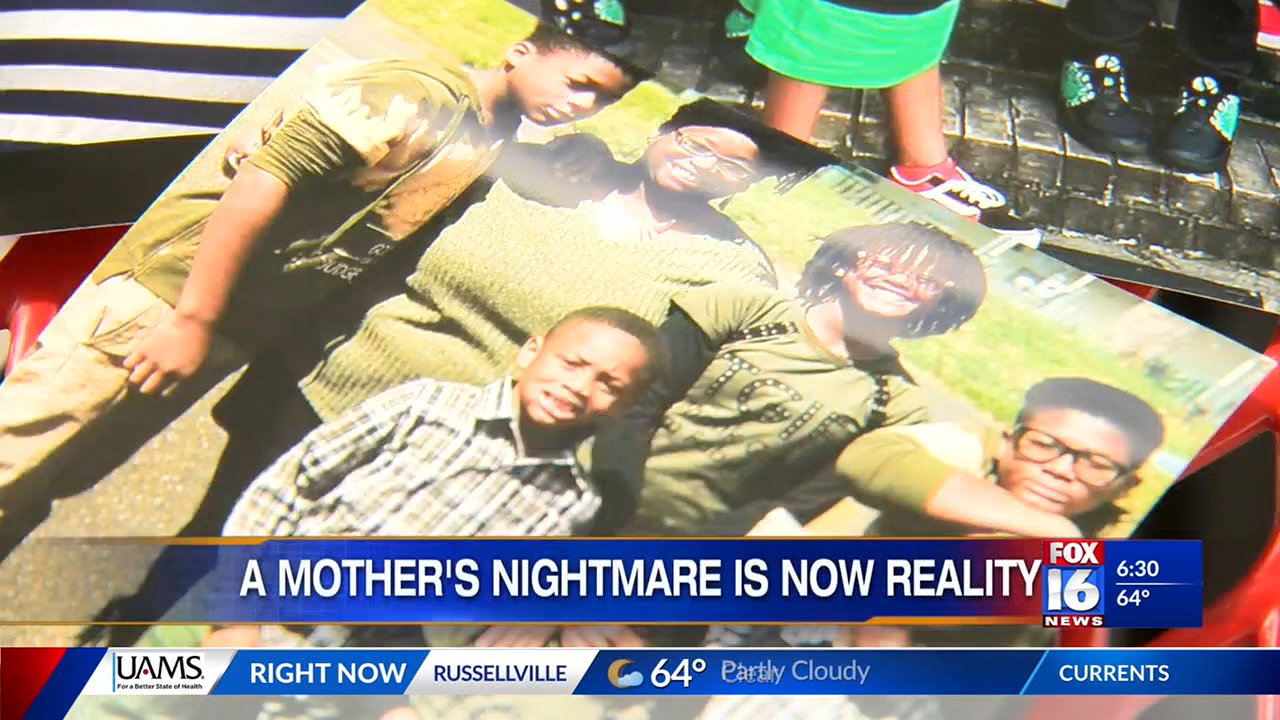 A MOTHER'S NIGHTMARE IS NOW REALITY
FOX
16
NEWS
6:30
64°
UAMS
For a Better State of Health
RIGHT NOW
RUSSELLVILLE
64°
Partly Cloudy
CURRENTS